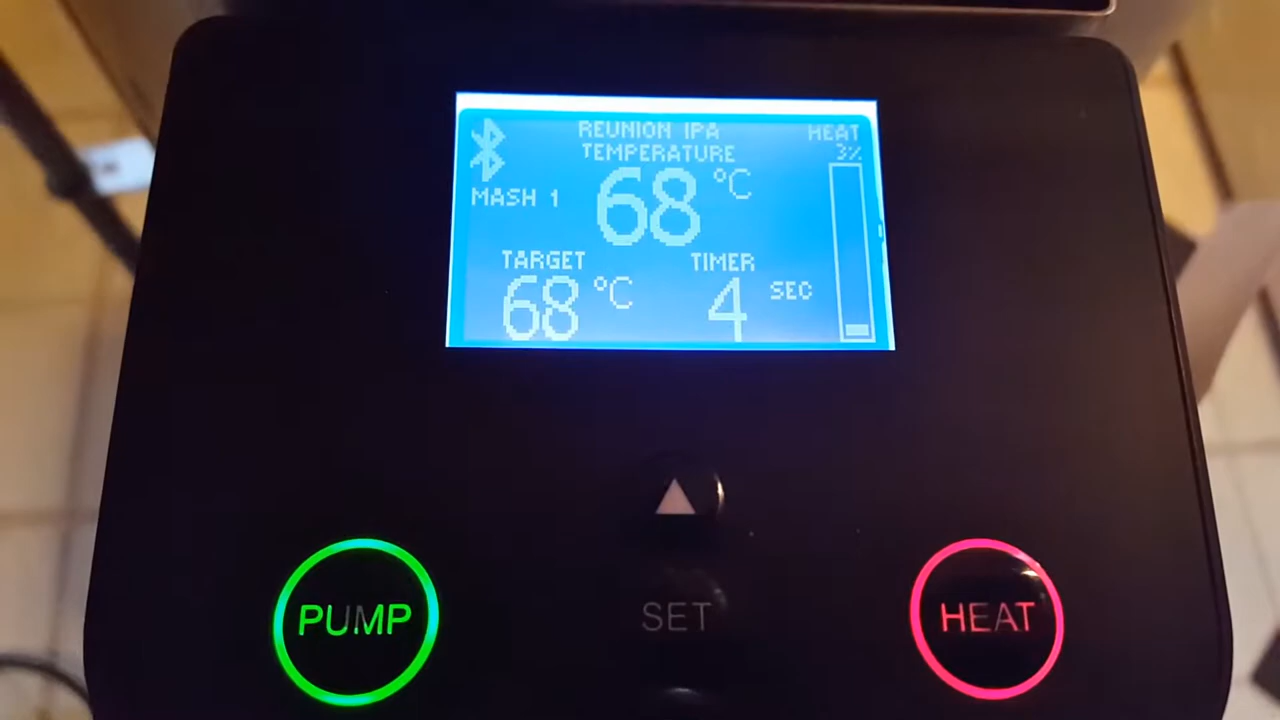 REUNION IPA
TEMPERATURE
HEAT
3%
MASH 1
68 °C
TARGET
68 °C
TIMER
4 SEC
PUMP
SET
HEAT